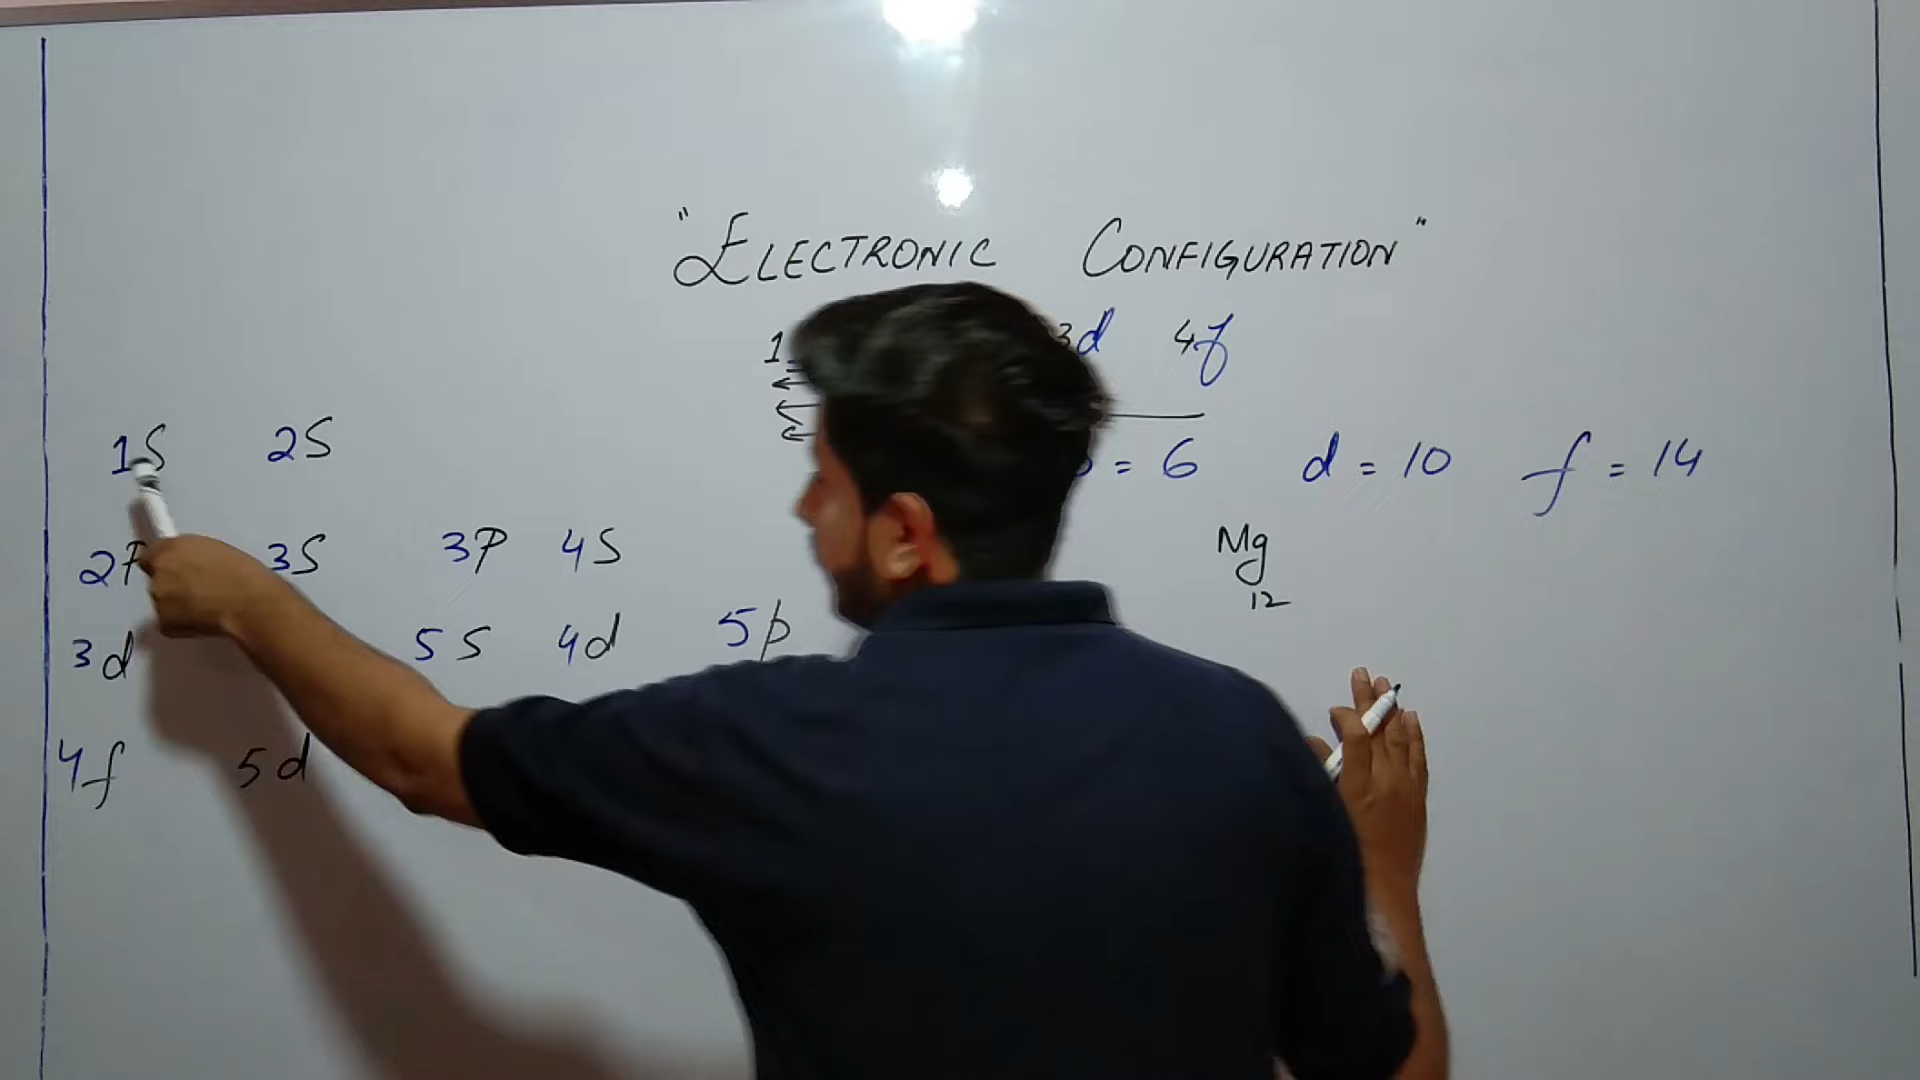 "ELECTRONIC CONFIGURATION"
1 3d 4f
= 6 d = 10 f = 14
1S 2S
Mg
12
2P 3S 3P 4S
3d 5S 4d 5p
4f 5d